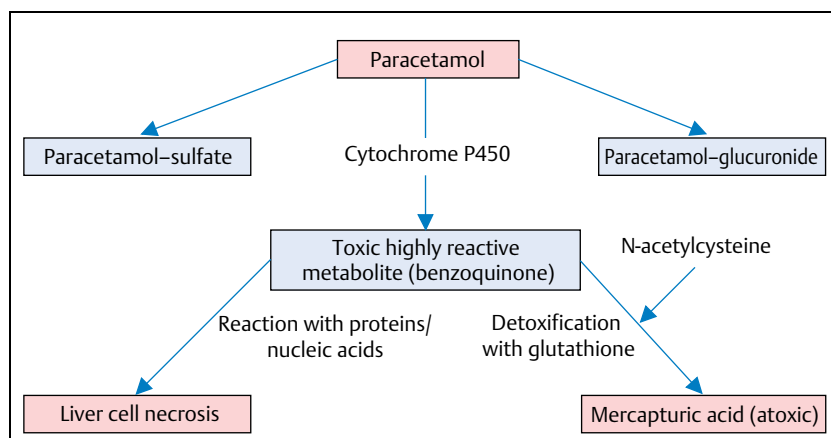 Paracetamol
Paracetamol–sulfate
Cytochrome P450
Paracetamol–glucuronide
Toxic highly reactive
metabolite (benzoquinone)
N-acetylcysteine
Reaction with proteins/
nucleic acids
Detoxification
with glutathione
Liver cell necrosis
Mercapturic acid (atoxic)